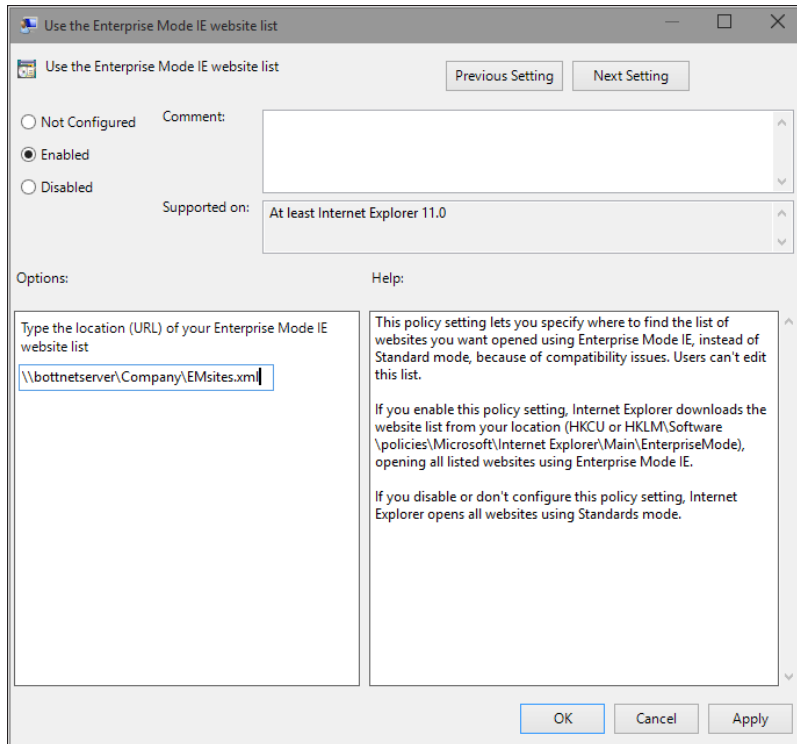 Use the Enterprise Mode IE website list
Use the Enterprise Mode IE website list
Previous Setting
Next Setting
Not Configured
Enabled
Disabled
Comment:
Supported on:
At least Internet Explorer 11.0
Options:
Help:
Type the location (URL) of your Enterprise Mode IE
website list
\\bottnetserver\Company\EMsites.xml
This policy setting lets you specify where to find the list of
websites you want opened using Enterprise Mode IE, instead of
Standard mode, because of compatibility issues. Users can't edit
this list.
If you enable this policy setting, Internet Explorer downloads the
website list from your location (HKCU or HKLM\Software
\policies\Microsoft\Internet Explorer\Main\EnterpriseMode),
opening all listed websites using Enterprise Mode IE.
If you disable or don't configure this policy setting, Internet
Explorer opens all websites using Standards mode.
OK
Cancel
Apply